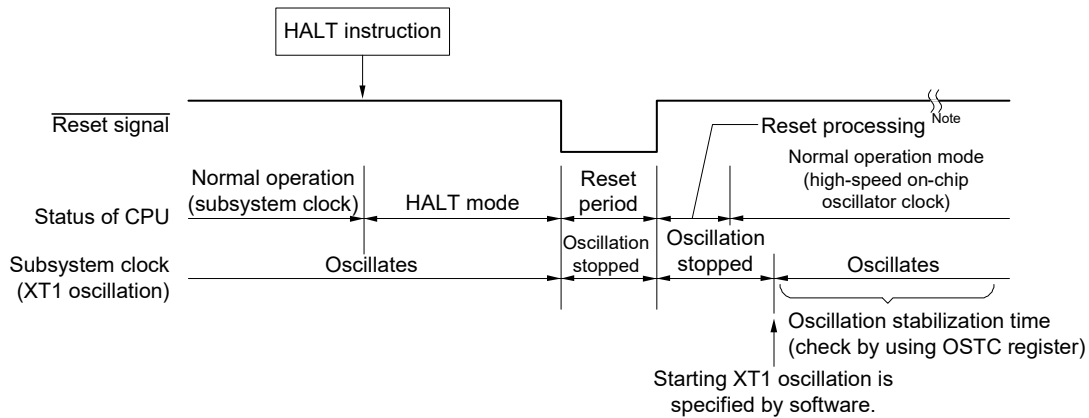 HALT instruction
Reset signal
Reset processing Note
Normal operation
(subsystem clock)
Reset
period
Normal operation mode
(high-speed on-chip
oscillator clock)
Status of CPU
HALT mode
Subsystem clock
(XT1 oscillation)
Oscillates
Oscillation
stopped
Oscillation
stopped
Oscillates
Oscillation stabilization time
(check by using OSTC register)
Starting XT1 oscillation is
specified by software.